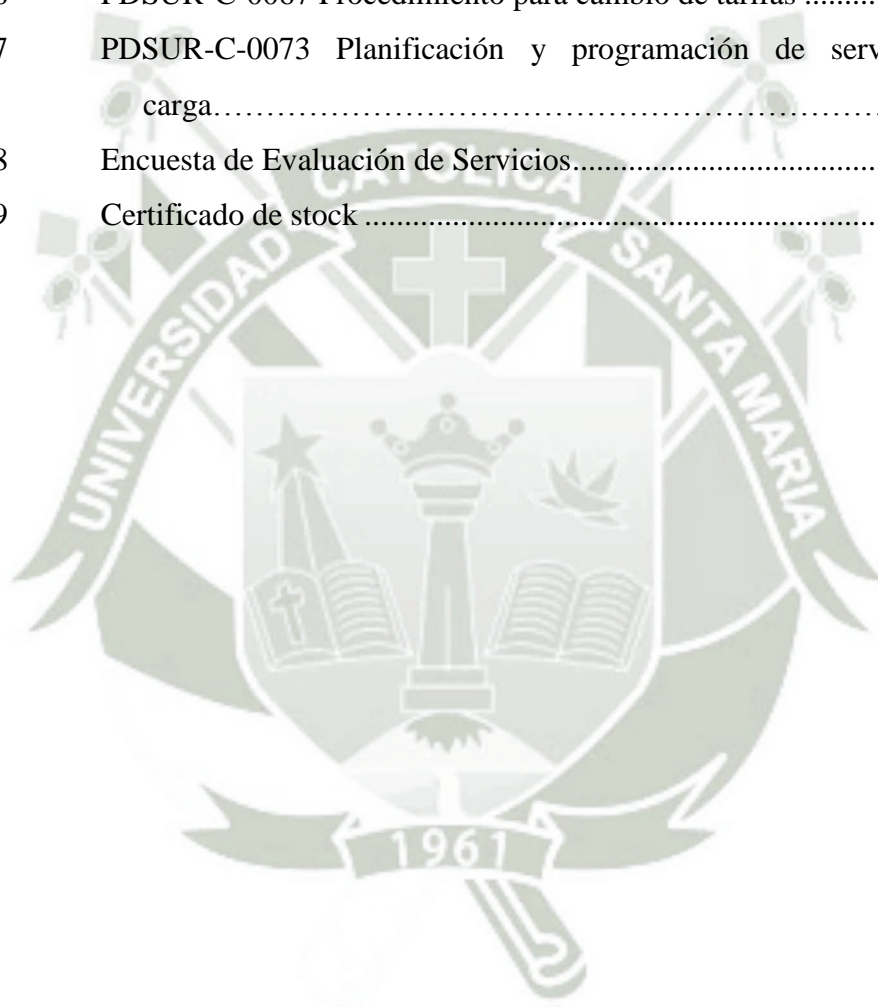 PDSUR-C-0067 Procedimiento para cambio de tarifas ..........
7 PDSUR-C-0073 Planificación y programación de serv
carga……………………………………………………………
8 Encuesta de Evaluación de Servicios..............................................
9 Certificado de stock ..............................................................................
UNIVERSIDAD CATOLICA SANTA MARIA
1961